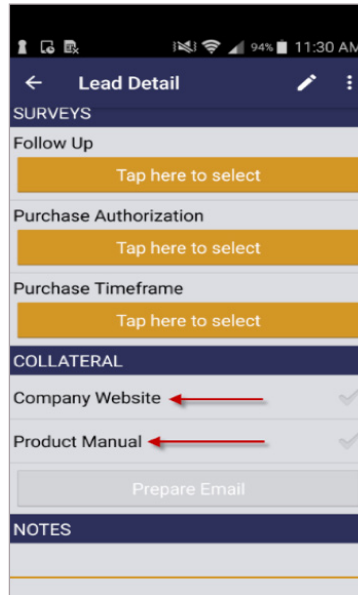 94% 11:30 AM
Lead Detail
SURVEYS
Follow Up
Tap here to select
Purchase Authorization
Tap here to select
Purchase Timeframe
Tap here to select
COLLATERAL
Company Website
Product Manual
Prepare Email
NOTES